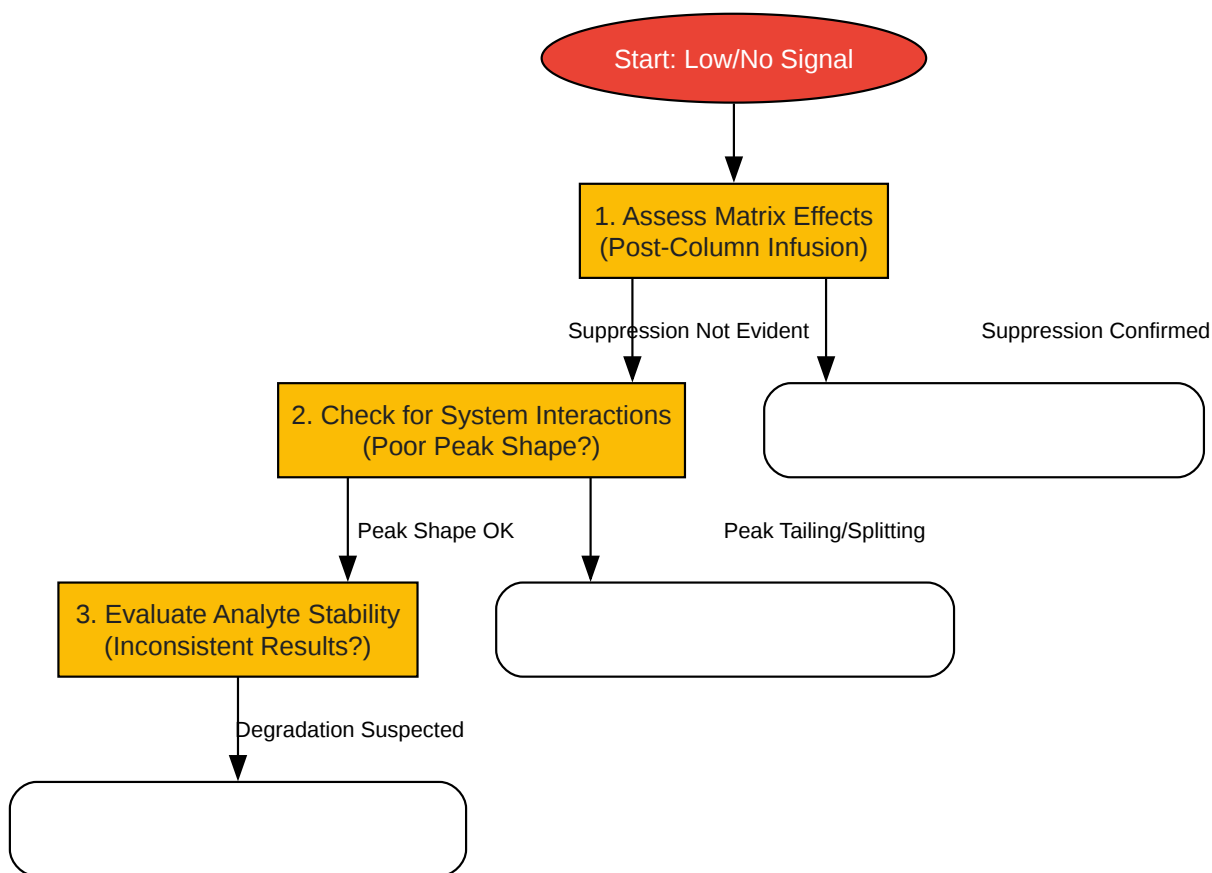 Start: Low/No Signal
1. Assess Matrix Effects
(Post-Column Infusion)
Suppression Not Evident
Suppression Confirmed
2. Check for System Interactions
(Poor Peak Shape?)
Peak Shape OK
Peak Tailing/Splitting
3. Evaluate Analyte Stability
(Inconsistent Results?)
Degradation Suspected